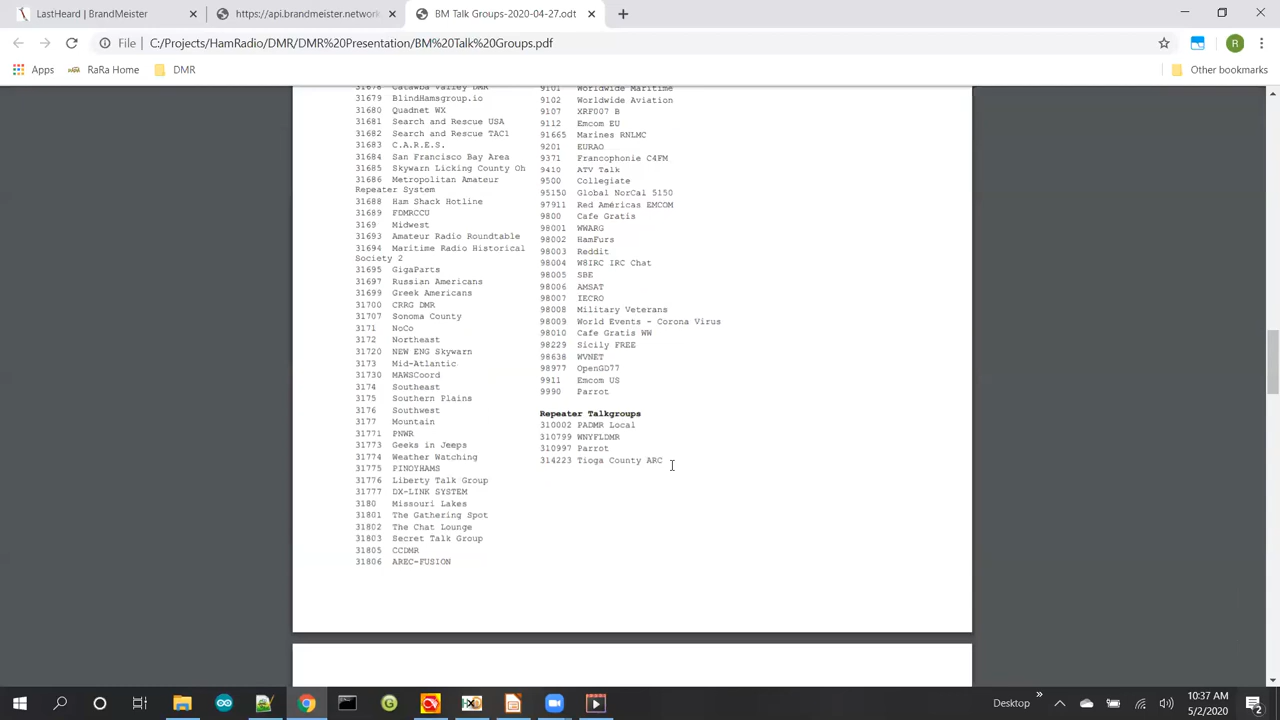 LastHeard | BrandMeister
https://api.brandmeister.network
BM Talk Groups-2020-04-27.odt
File C:/Projects/HamRadio/DMR/DMR%20Presentation/BM%20Talk%20Groups.pdf
R
Apps
RaRa Home
DMR
Other bookmarks
31678 Catawba Valley DMR
31679 BlindHamsgroup.io
31680 Quadnet WX
31681 Search and Rescue USA
31682 Search and Rescue TAC1
31683 C.A.R.E.S.
31684 San Francisco Bay Area
31685 Skywarn Licking County Oh
31686 Metropolitan Amateur
Repeater System
31688 Ham Shack Hotline
31689 FDMRCCU
3169 Midwest
31693 Amateur Radio Roundtable
31694 Maritime Radio Historical
Society 2
31695 GigaParts
31697 Russian Americans
31699 Greek Americans
31700 CRRG DMR
31707 Sonoma County
3171 NoCo
3172 Northeast
31720 NEW ENG Skywarn
3173 Mid-Atlantic
31730 MAWSCoord
3174 Southeast
3175 Southern Plains
3176 Southwest
3177 Mountain
31771 PNWR
31773 Geeks in Jeeps
31774 Weather Watching
31775 PINOYHAMS
31776 Liberty Talk Group
31777 DX-LINK SYSTEM
3180 Missouri Lakes
31801 The Gathering Spot
31802 The Chat Lounge
31803 Secret Talk Group
31805 CCDMR
31806 AREC-FUSION
9101 Worldwide Maritime
9102 Worldwide Aviation
9107 XRF007 B
9112 Emcom EU
91665 Marines RNLMC
9201 EURAO
9371 Francophonie C4FM
9410 ATV Talk
9500 Collegiate
95150 Global NorCal 5150
97911 Red Américas EMCOM
9800 Cafe Gratis
98001 WWARG
98002 HamFurs
98003 Reddit
98004 W8IRC IRC Chat
98005 SBE
98006 AMSAT
98007 IECRO
98008 Military Veterans
98009 World Events - Corona Virus
98010 Cafe Gratis WW
98229 Sicily FREE
98638 WVNET
98977 OpenGD77
9911 Emcom US
9990 Parrot
Repeater Talkgroups
310002 PADMR Local
310799 WNYFLDMR
310997 Parrot
314223 Tioga County ARC
Desktop
10:37 AM
5/2/2020
2